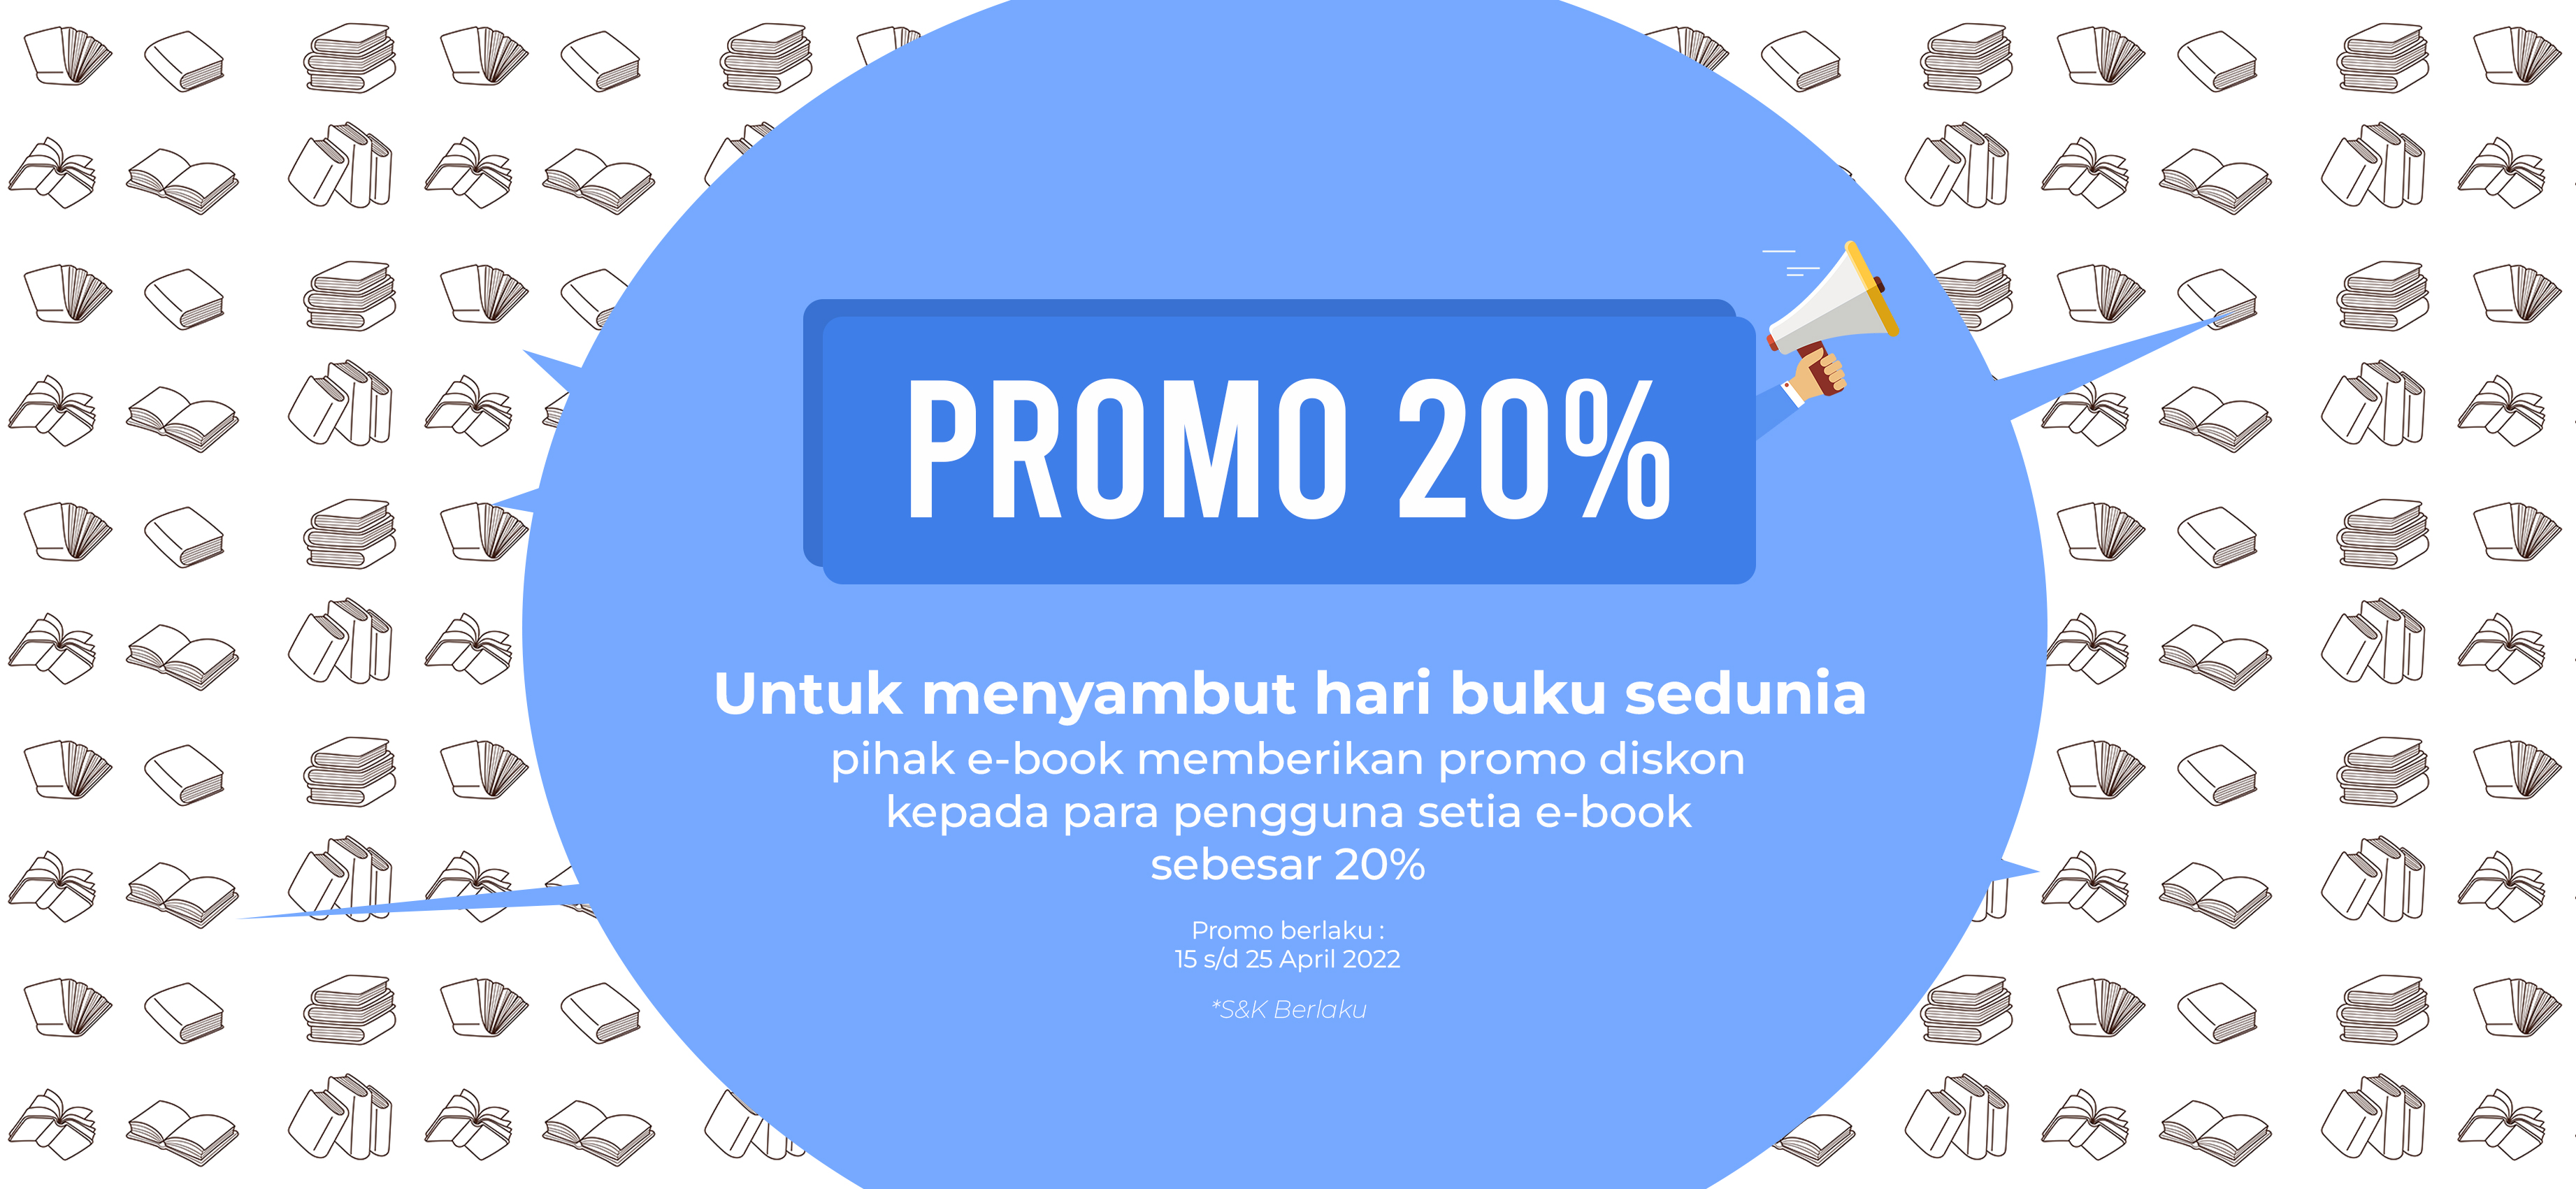 PROMO 20%
Untuk menyambut hari buku sedunia
pihak e-book memberikan promo diskon
kepada para pengguna setia e-book
sebesar 20%
Promo berlaku :
15 s/d 25 April 2022
*S&K Berlaku